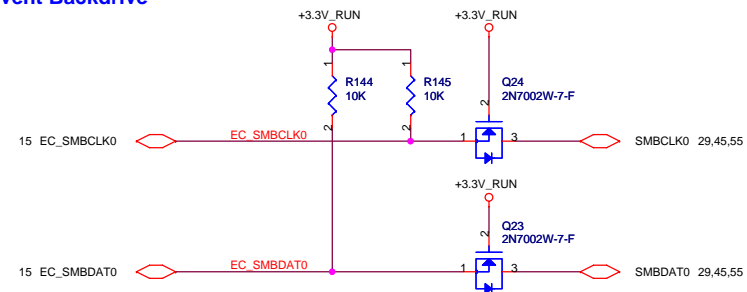 vent Backdrive
+3.3V_RUN
+3.3V_RUN
1
1
R144
10K
R145
10K
Q24
2N7002W-7-F
2
2
2
15 EC_SMBCLK0
EC_SMBCLK0
1
3
SMBCLK0 29,45,55
+3.3V_RUN
Q23
2N7002W-7-F
2
15 EC_SMBDAT0
EC_SMBDAT0
1
3
SMBDAT0 29,45,55